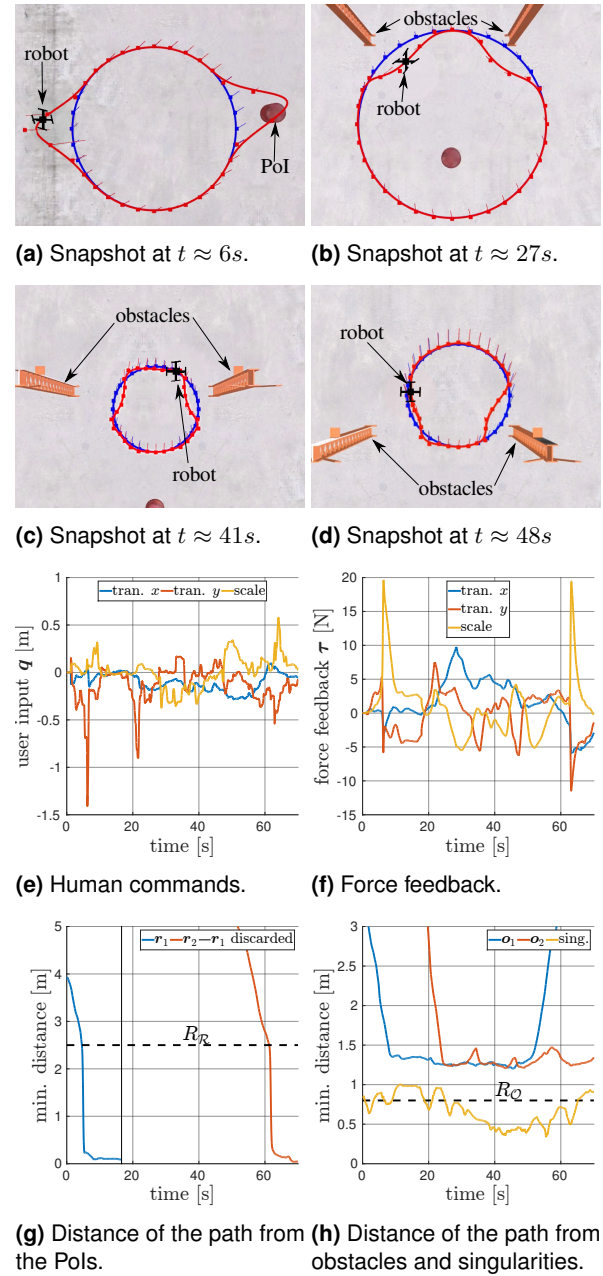 robot
PoI
(a) Snapshot at t ≈ 6s.
obstacles
robot
(b) Snapshot at t ≈ 27s.
obstacles
robot
(c) Snapshot at t ≈ 41s.
robot
obstacles
(d) Snapshot at t ≈ 48s
tran. x tran. y scale
user input q [m]
1
0.5
0
-0.5
-1
-1.5
0 20 40 60
time [s]
(e) Human commands.
tran. x
tran. y
scale
force feedback τ [N]
20
15
10
5
0
-5
-10
-15
0 20 40 60
time [s]
(f) Force feedback.
r₁ r₂ r₁ discarded
min. distance [m]
5
4
3
2
1
0
R_R
0 20 40 60
time [s]
(g) Distance of the path from
the PoIs.
o₁ o₂ sing.
min. distance [m]
3
2.5
2
1.5
1
0.5
0
R_O
0 20 40 60
time [s]
(h) Distance of the path from
obstacles and singularities.